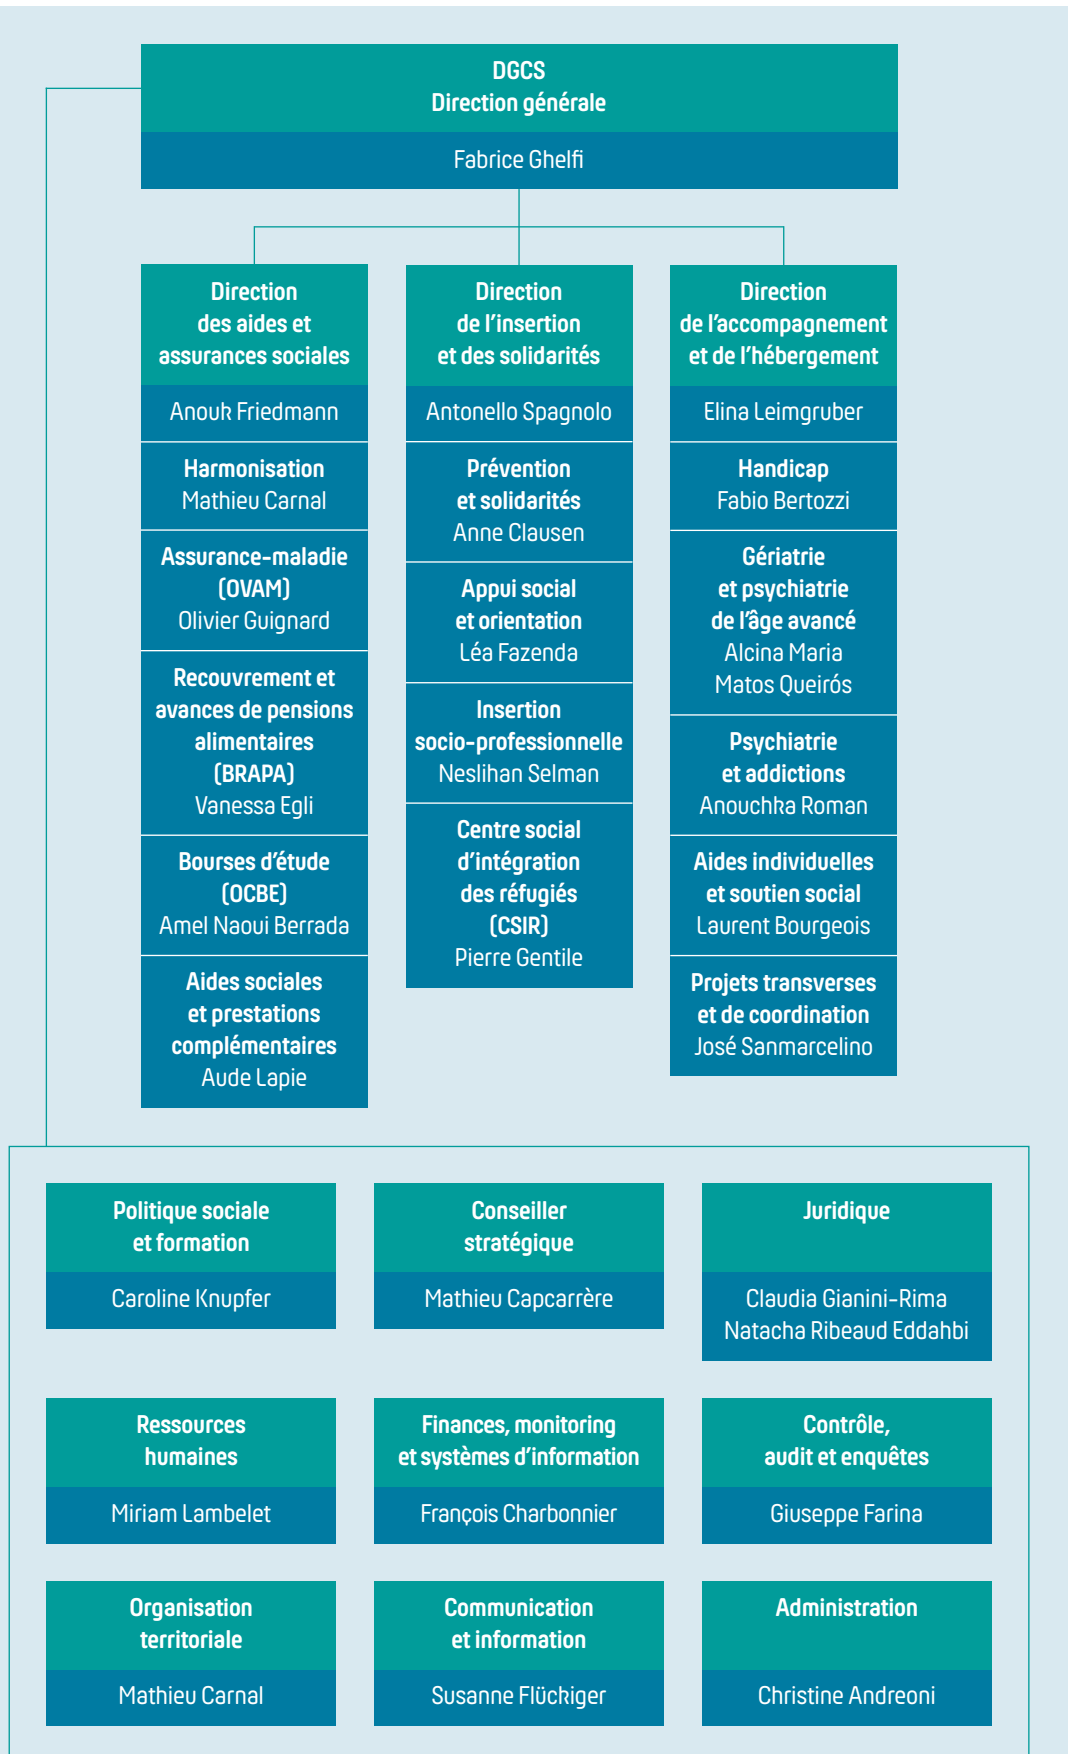 DGCS
Direction générale
Fabrice Ghelfi
Direction
des aides et
assurances sociales
Anouk Friedmann
Harmonisation
Mathieu Carnal
Assurance-maladie
(OVAM)
Olivier Guignard
Recouvrement et
avances de pensions
alimentaires
(BRAPA)
Vanessa Egli
Bourses d'étude
(OCBE)
Amel Naoui Berrada
Aides sociales
et prestations
complémentaires
Aude Lapie
Direction
de l'insertion
et des solidarités
Antonello Spagnolo
Prévention
et solidarités
Anne Clausen
Appui social
et orientation
Léa Fazenda
Insertion
socio-professionnelle
Neslihan Selman
Centre social
d'intégration
des réfugiés
(CSIR)
Pierre Gentile
Direction
de l'accompagnement
et de l'hébergement
Elina Leimgruber
Handicap
Fabio Bertozzi
Gériatrie
et psychiatrie
de l'âge avancé
Alcina Maria
Matos Queirós
Psychiatrie
et addictions
Anouchka Roman
Aides individuelles
et soutien social
Laurent Bourgeois
Projets transverses
et de coordination
José Sanmarcelino
Politique sociale
et formation
Caroline Knupfer
Conseiller
stratégique
Mathieu Capcarrère
Juridique
Claudia Gianini-Rima
Natacha Ribeaud Eddahbi
Ressources
humaines
Miriam Lambelet
Finances, monitoring
et systèmes d'information
François Charbonnier
Contrôle,
audit et enquêtes
Giuseppe Farina
Organisation
territoriale
Mathieu Carnal
Communication
et information
Susanne Flückiger
Administration
Christine Andreoni